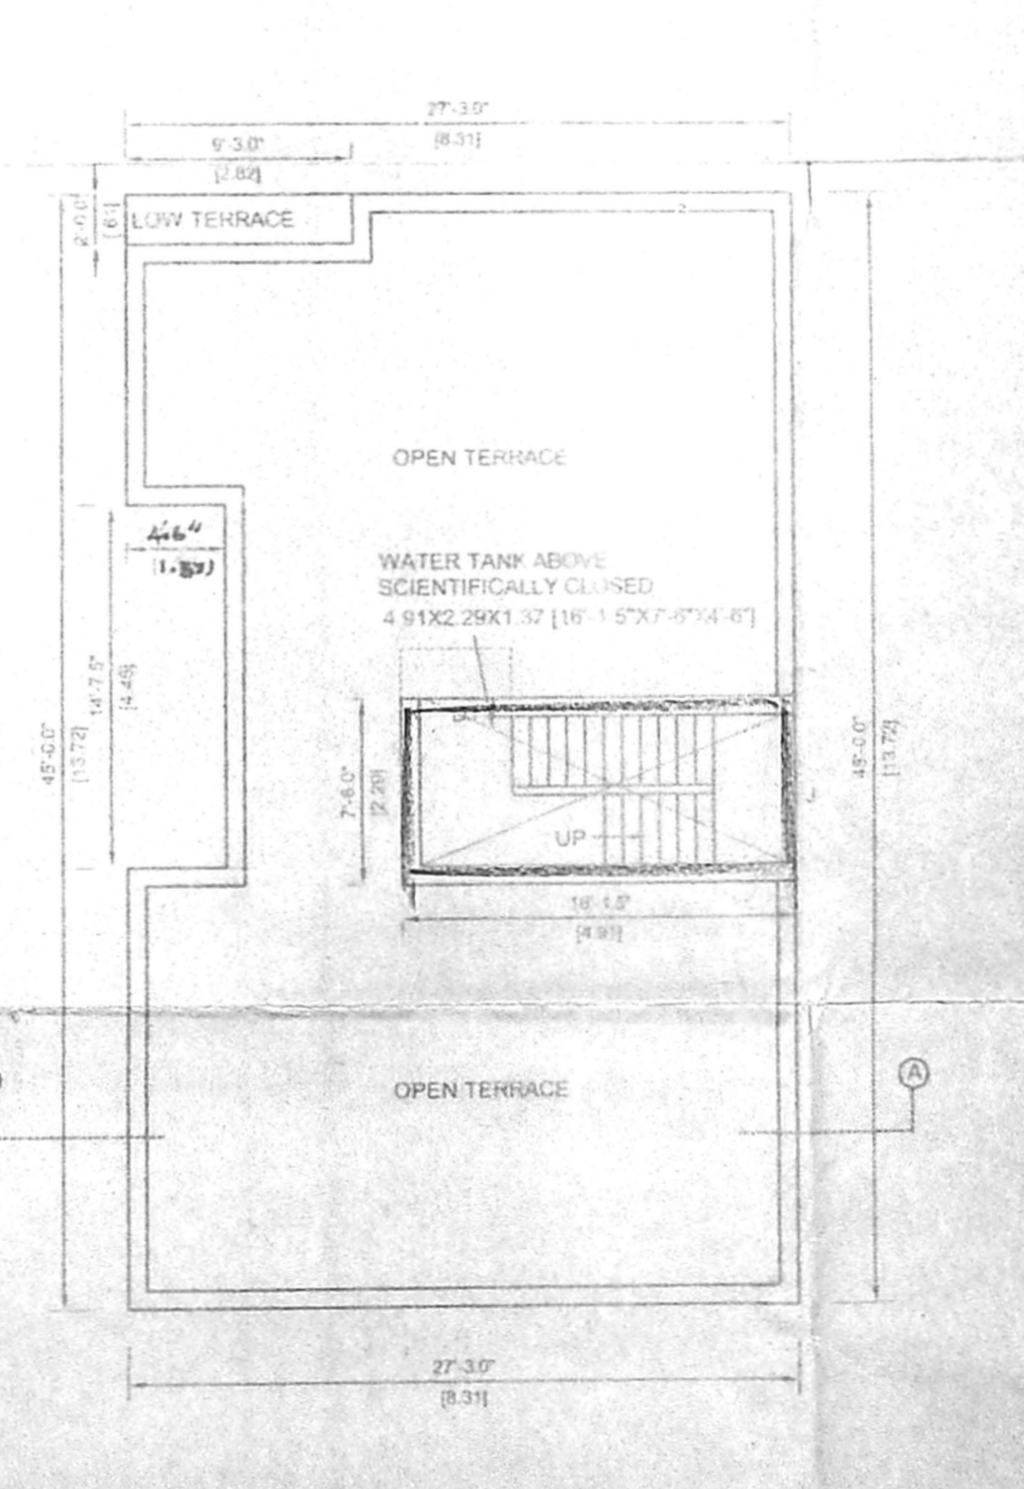 27'-3.0"
[8.31]
9'-3.0"
[2.82]
2'-0.0"
[.61]
LOW TERRACE
OPEN TERRACE
4'.6"
WATER TANK ABOVE
SCIENTIFICALLY CLOSED
4.91X2.29X1.37 [16'-1.5"X7'-6"X4'-6"]
14'-7.5"
[4.46]
45'-0.0"
[13.72]
7'-6.0"
[2.29]
UP
45'-0.0"
[13.72]
16'-1.5"
[4.91]
A
OPEN TERRACE
27'-3.0"
[8.31]